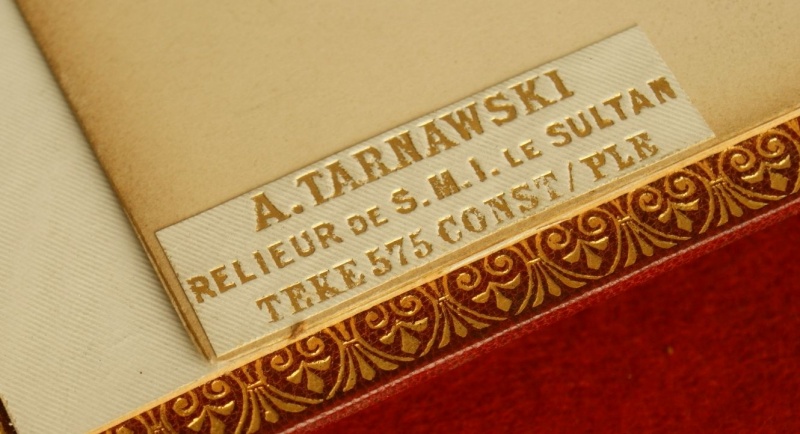 A. TARNAWSKI
RELIEUR DE S.M.I. LE SULTAN
TEKE 575 CONST/PLE